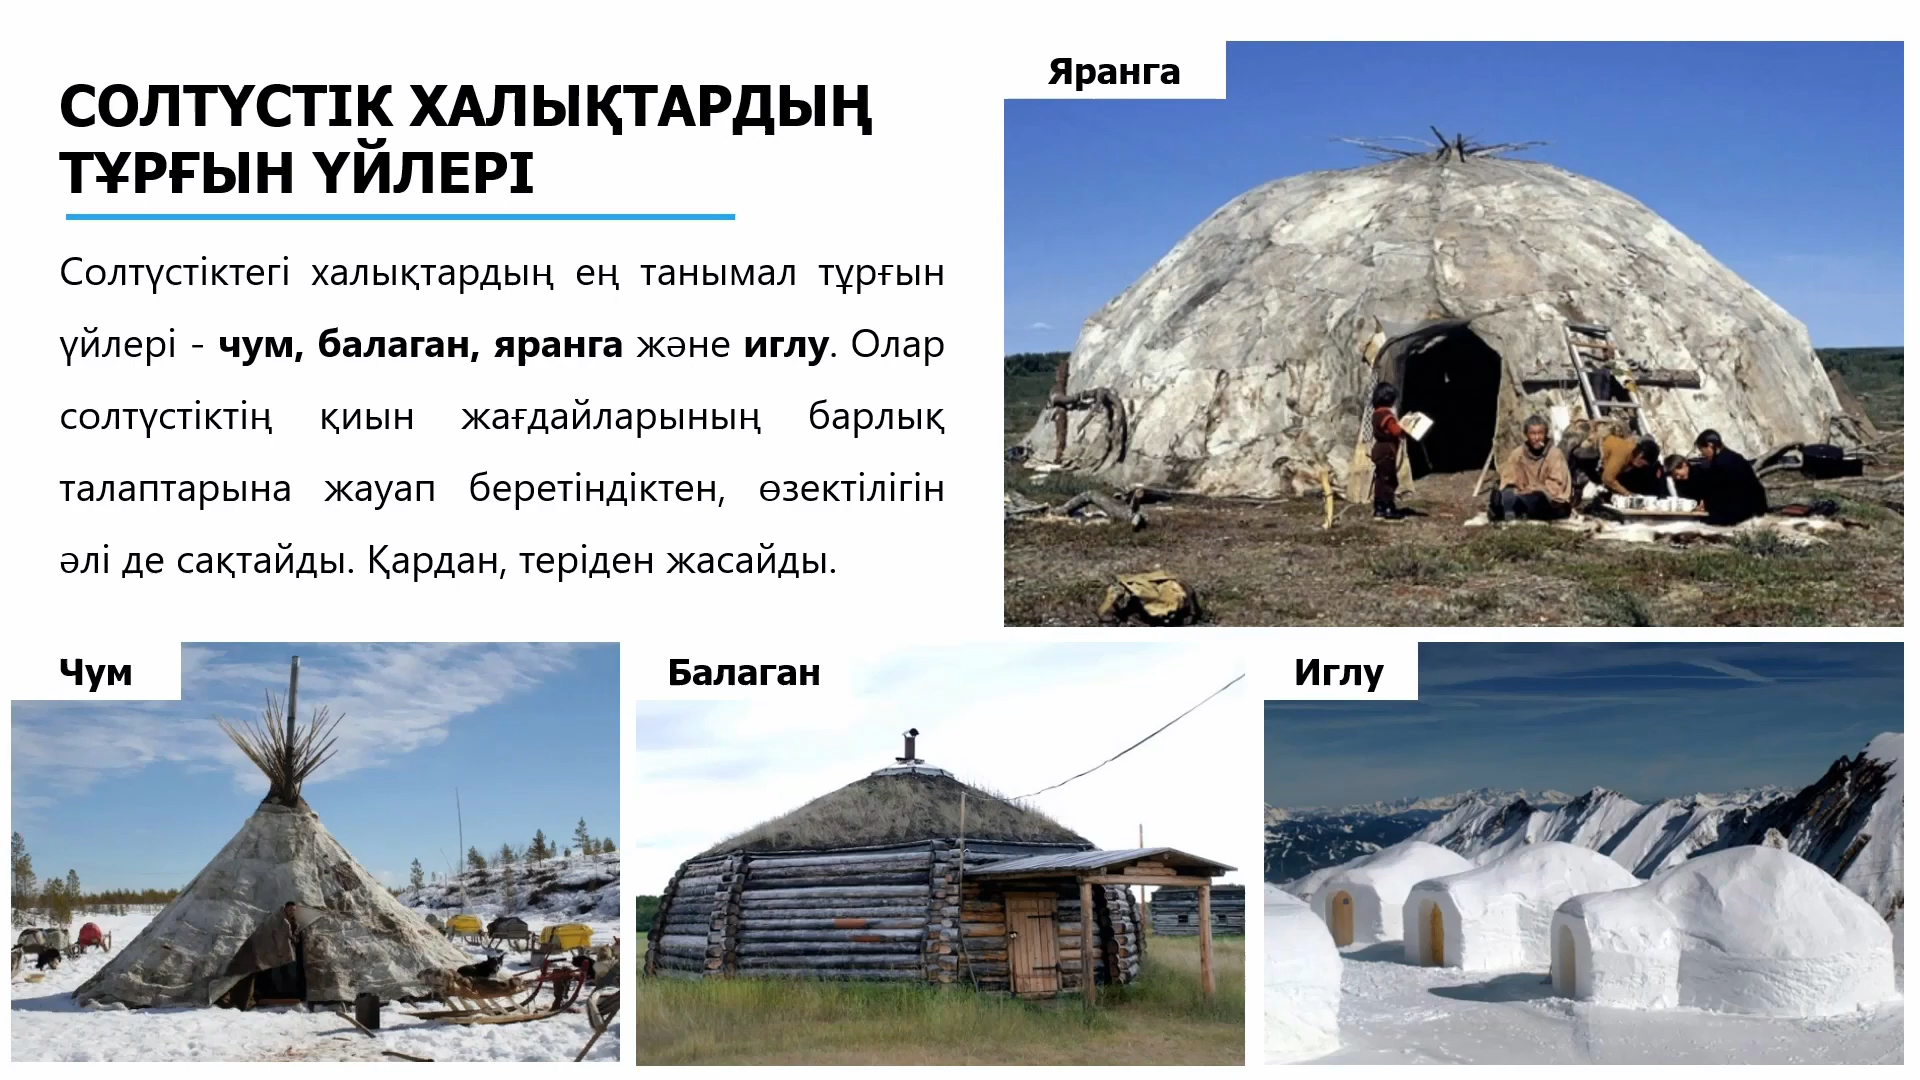 СОЛТҮСТІК ХАЛЫҚТАРДЫҢ
ТҰРҒЫН ҮЙЛЕРІ
Солтүстіктегі халықтардың ең танымал тұрғын
үйлері - чум, балаган, яранга және иглу. Олар
солтүстіктің қиын жағдайларының барлық
талаптарына жауап беретіндіктен, өзектілігін
әлі де сақтайды. Қардан, теріден жасайды.
Яранга
Чум
Балаган
Иглу